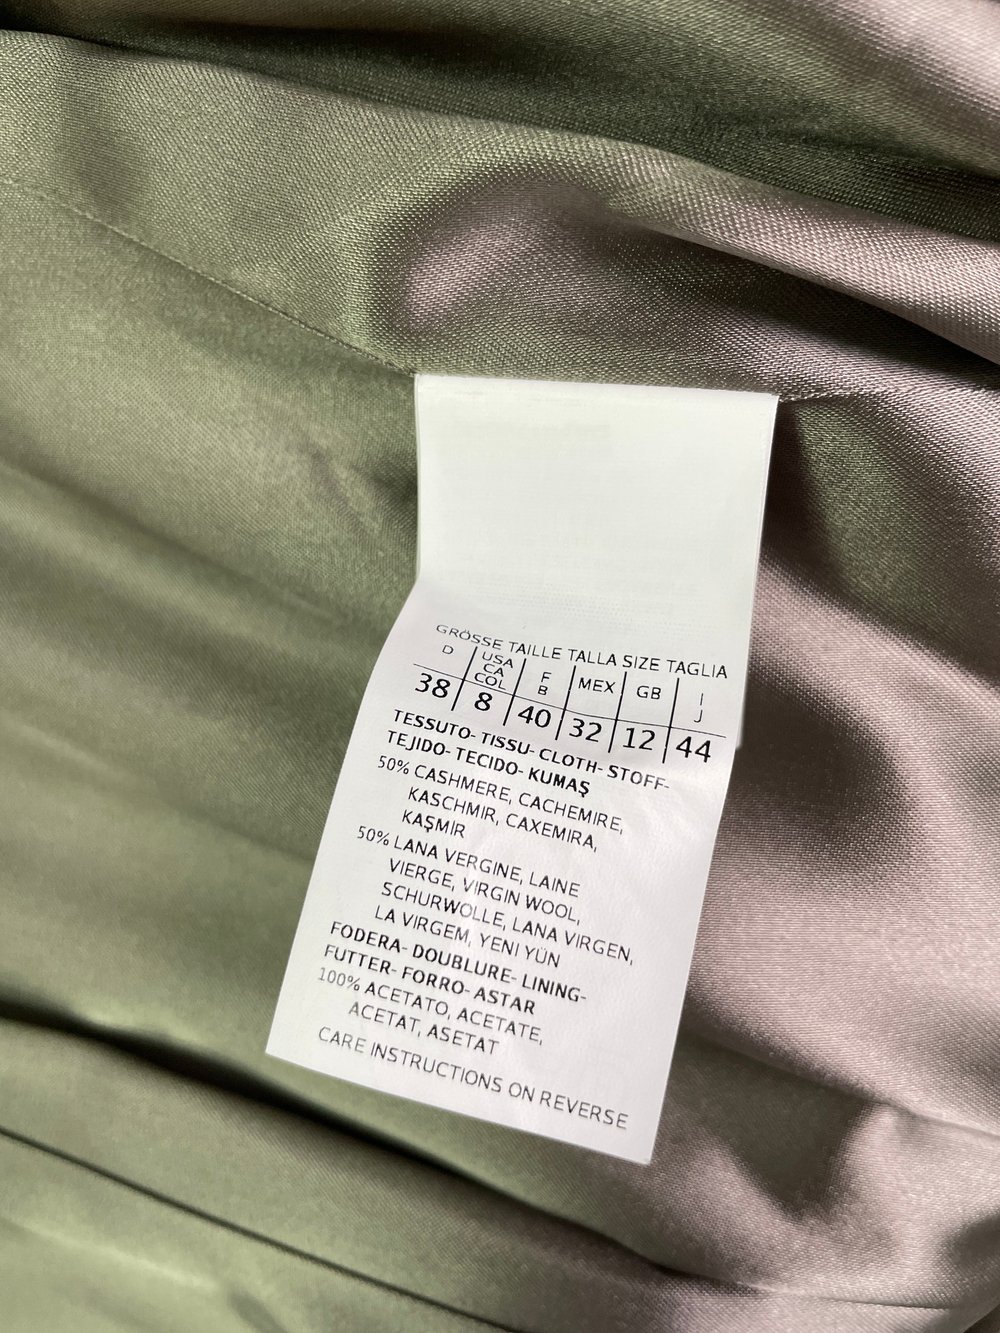 GRÖSSE TAILLE TALLA SIZE TAGLIA
D USA CA COL F B MEX GB I J
38 8 40 32 12 44
TESSUTO- TISSU- CLOTH- STOFF-
TEJIDO- TECIDO- KUMAŞ
50% CASHMERE, CACHEMIRE,
KASCHMIR, CAXEMIRA,
KAŞMIR
50% LANA VERGINE, LAINE
VIERGE, VIRGIN WOOL,
SCHURWOLLE, LANA VIRGEN,
LA VIRGEM, YENI YÜN
FODERA- DOUBLURE- LINING-
FUTTER- FORRO- ASTAR
100% ACETATO, ACETATE,
ACETAT, ASETAT
CARE INSTRUCTIONS ON REVERSE